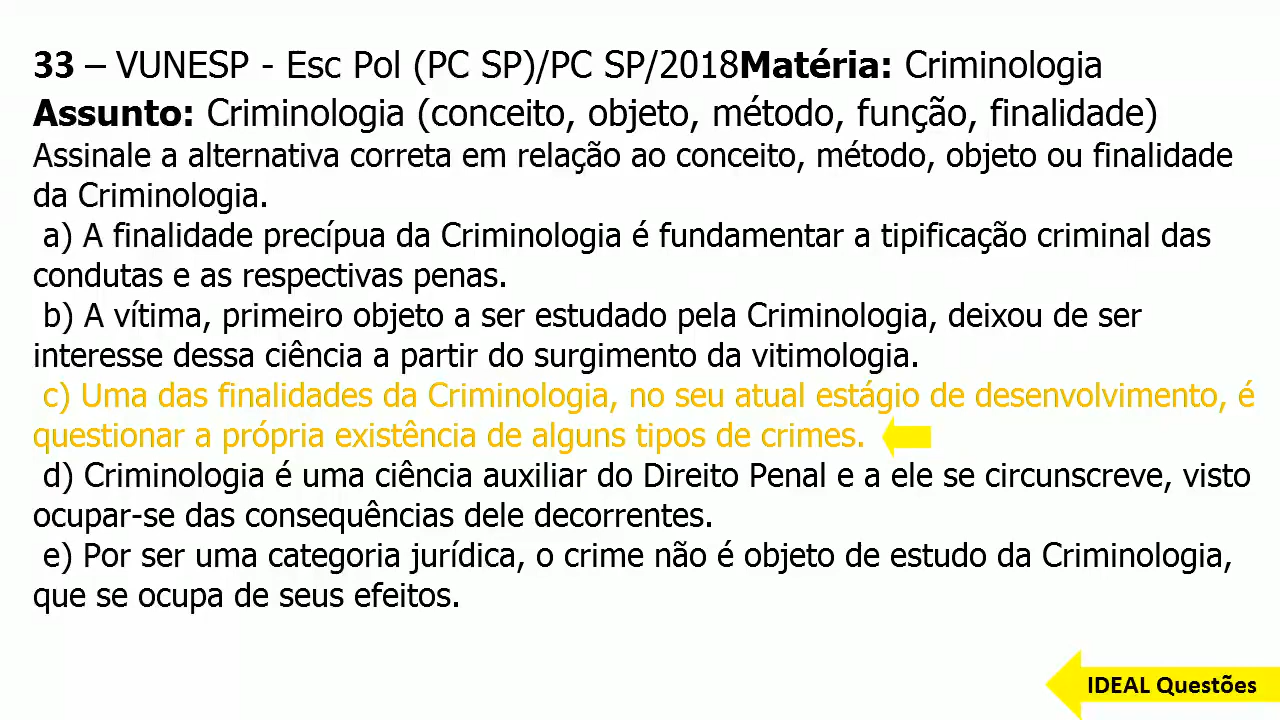 33 – VUNESP - Esc Pol (PC SP)/PC SP/2018Matéria: Criminologia
Assunto: Criminologia (conceito, objeto, método, função, finalidade)
Assinale a alternativa correta em relação ao conceito, método, objeto ou finalidade
da Criminologia.
a) A finalidade precípua da Criminologia é fundamentar a tipificação criminal das
condutas e as respectivas penas.
b) A vítima, primeiro objeto a ser estudado pela Criminologia, deixou de ser
interesse dessa ciência a partir do surgimento da vitimologia.
c) Uma das finalidades da Criminologia, no seu atual estágio de desenvolvimento, é
questionar a própria existência de alguns tipos de crimes.
d) Criminologia é uma ciência auxiliar do Direito Penal e a ele se circunscreve, visto
ocupar-se das consequências dele decorrentes.
e) Por ser uma categoria jurídica, o crime não é objeto de estudo da Criminologia,
que se ocupa de seus efeitos.
IDEAL Questões